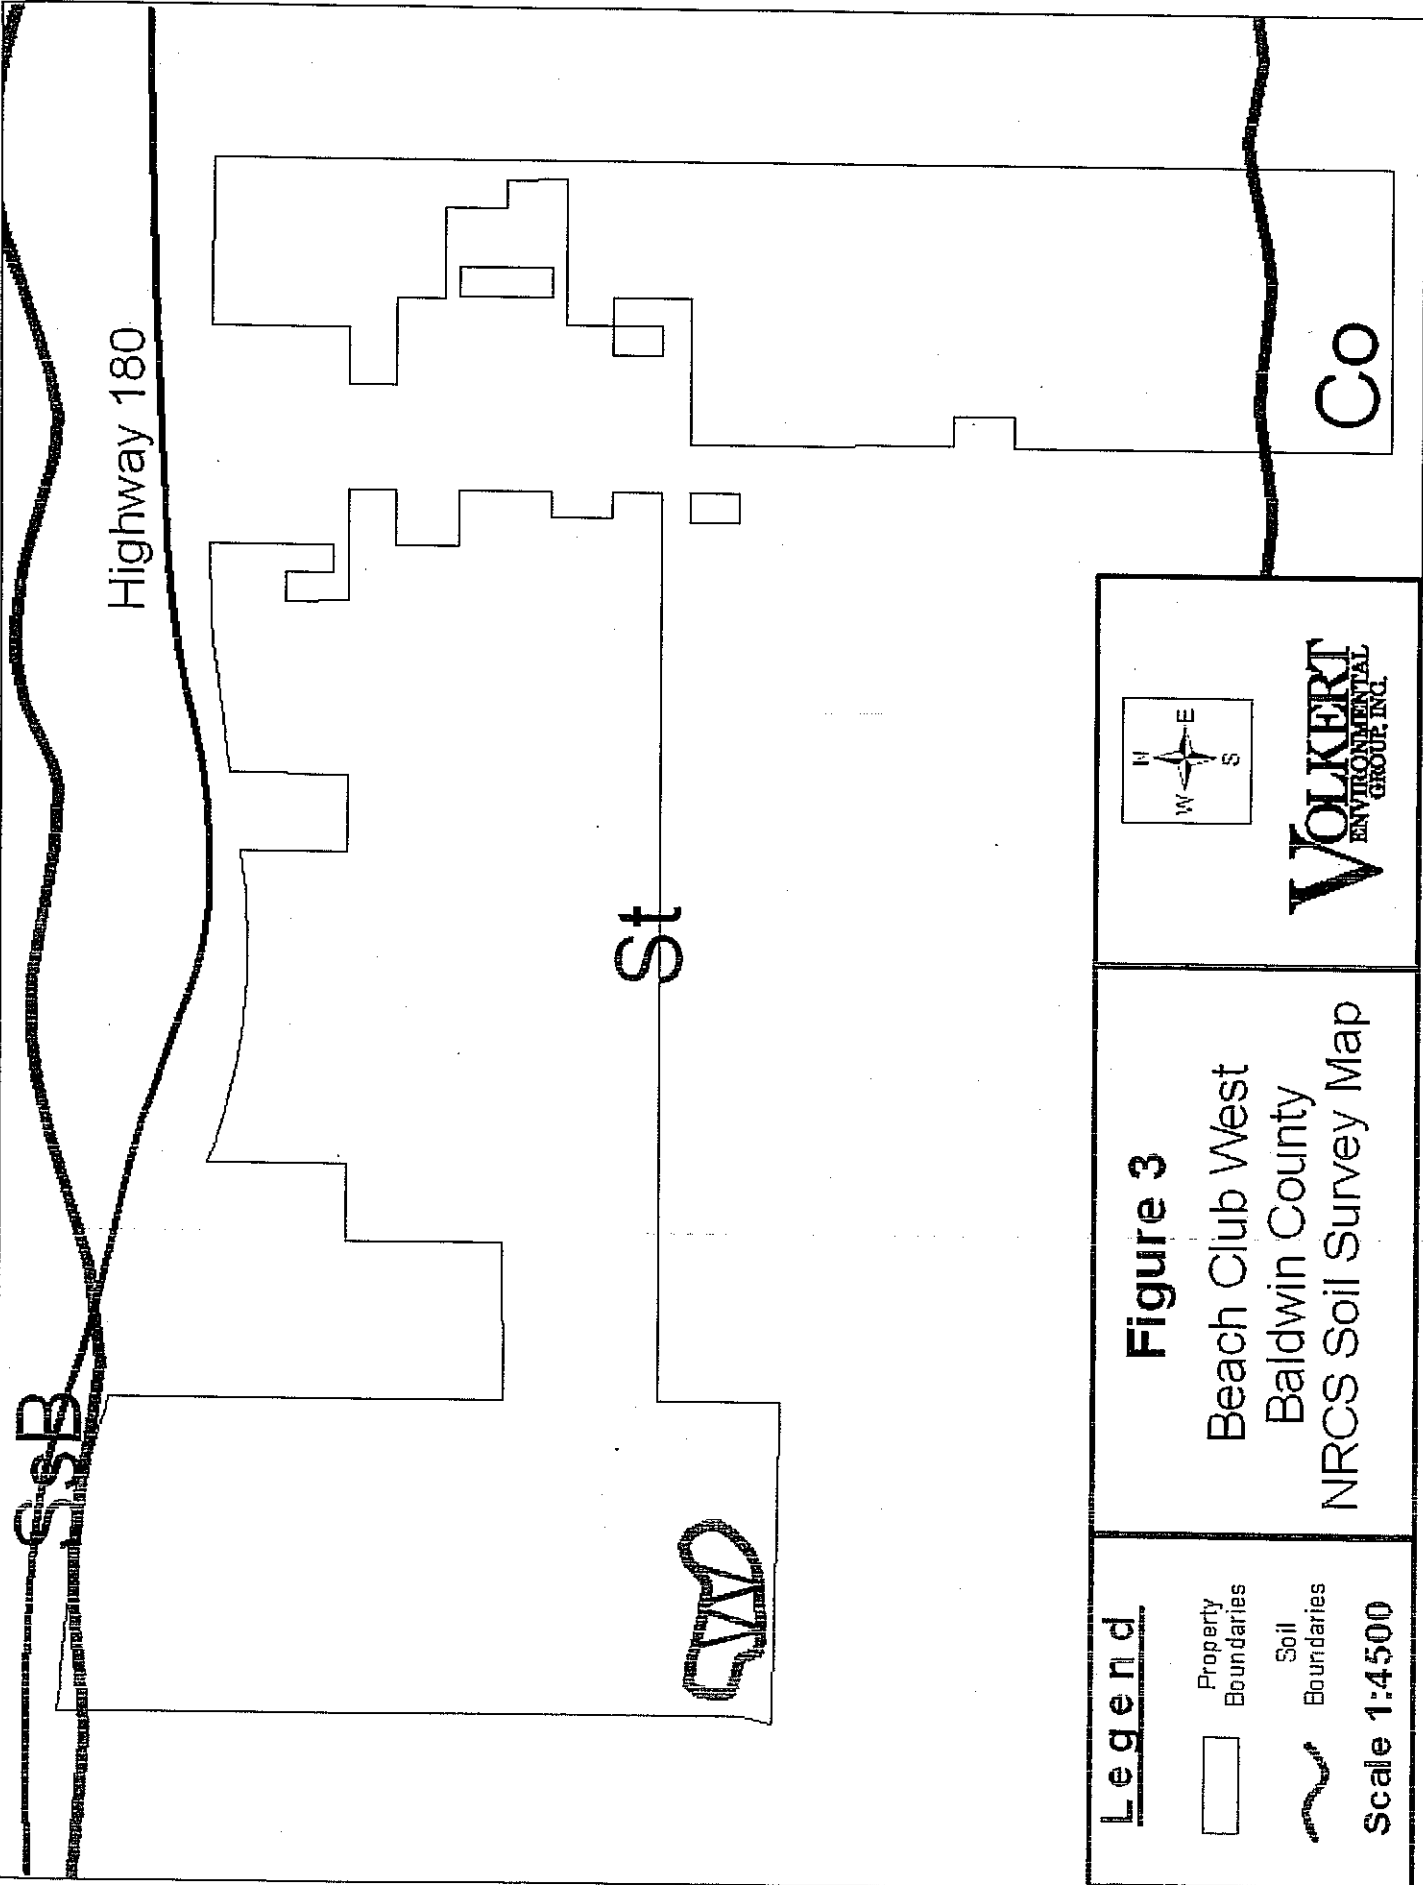 SsB
Highway 180
St
W
Co
Legend
Property
Boundaries
Soil
Boundaries
Scale 1:4500
Figure 3
Beach Club West
Baldwin County
NRCS Soil Survey Map
N
W E
S
VOLKERT
ENVIRONMENTAL
GROUP, INC.